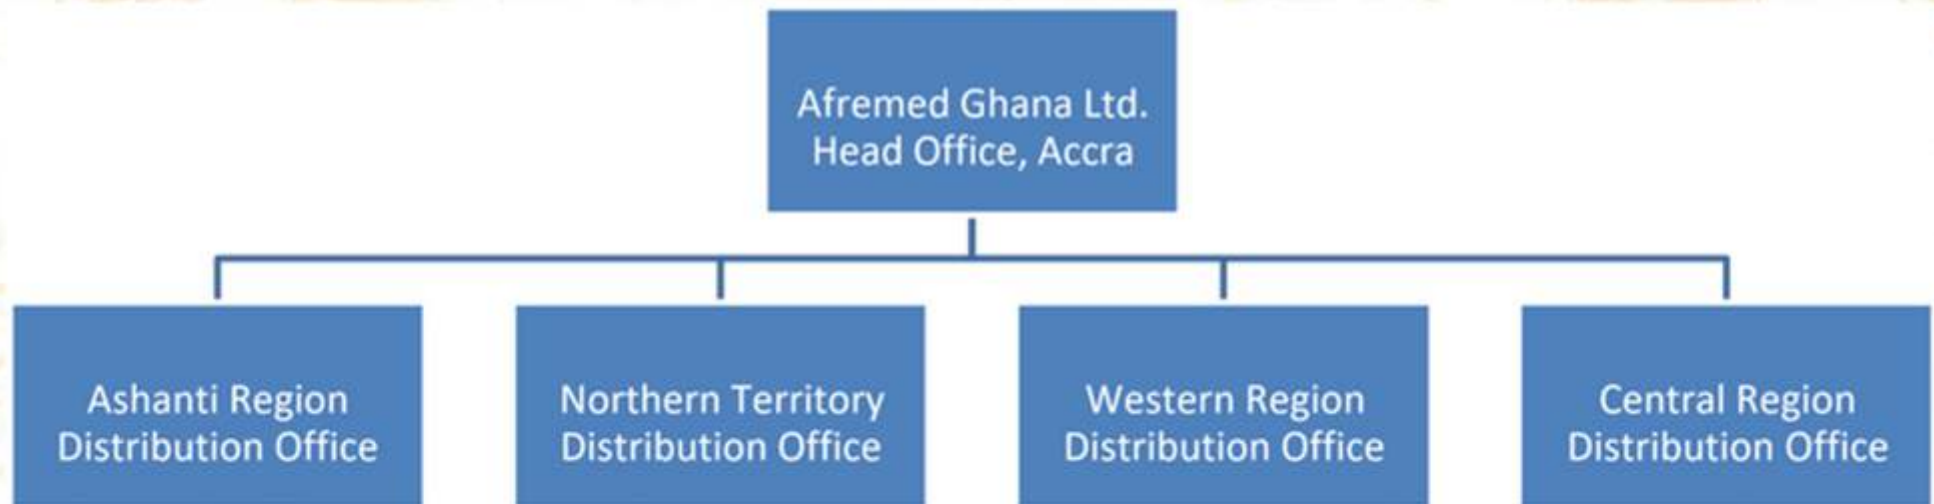 Afremed Ghana Ltd.
Head Office, Accra
Ashanti Region
Distribution Office
Northern Territory
Distribution Office
Western Region
Distribution Office
Central Region
Distribution Office